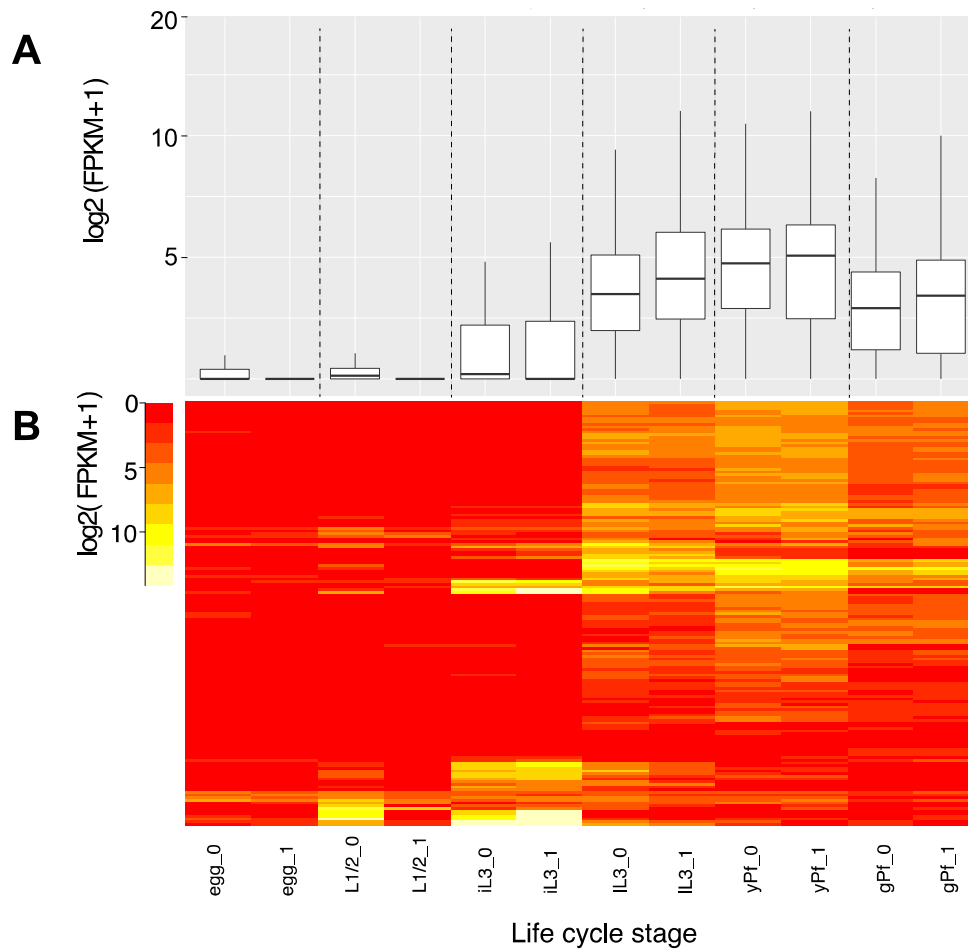 A
20
10
5
log2 (FPKM+1)
B
0
5
10
log2( FPKM+1)
egg_0
egg_1
L1/2_0
L1/2_1
iL3_0
iL3_1
lL3_0
lL3_1
yPf_0
yPf_1
gPf_0
gPf_1
Life cycle stage